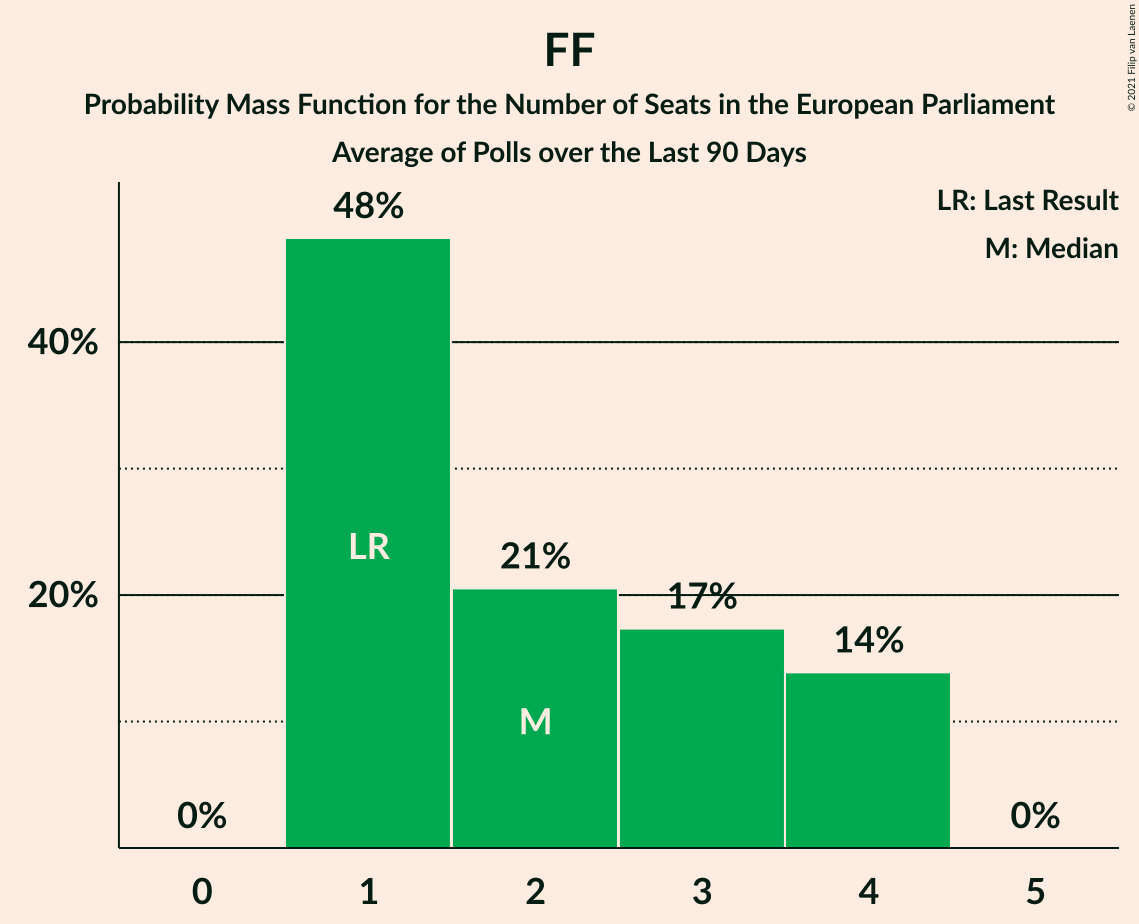 FF
Probability Mass Function for the Number of Seats in the European Parliament
Average of Polls over the Last 90 Days
© 2021 Filip van Laenen
LR: Last Result
M: Median
48%
40%
LR
21%
20%
17%
14%
M
0%
0%
0 1 2 3 4 5